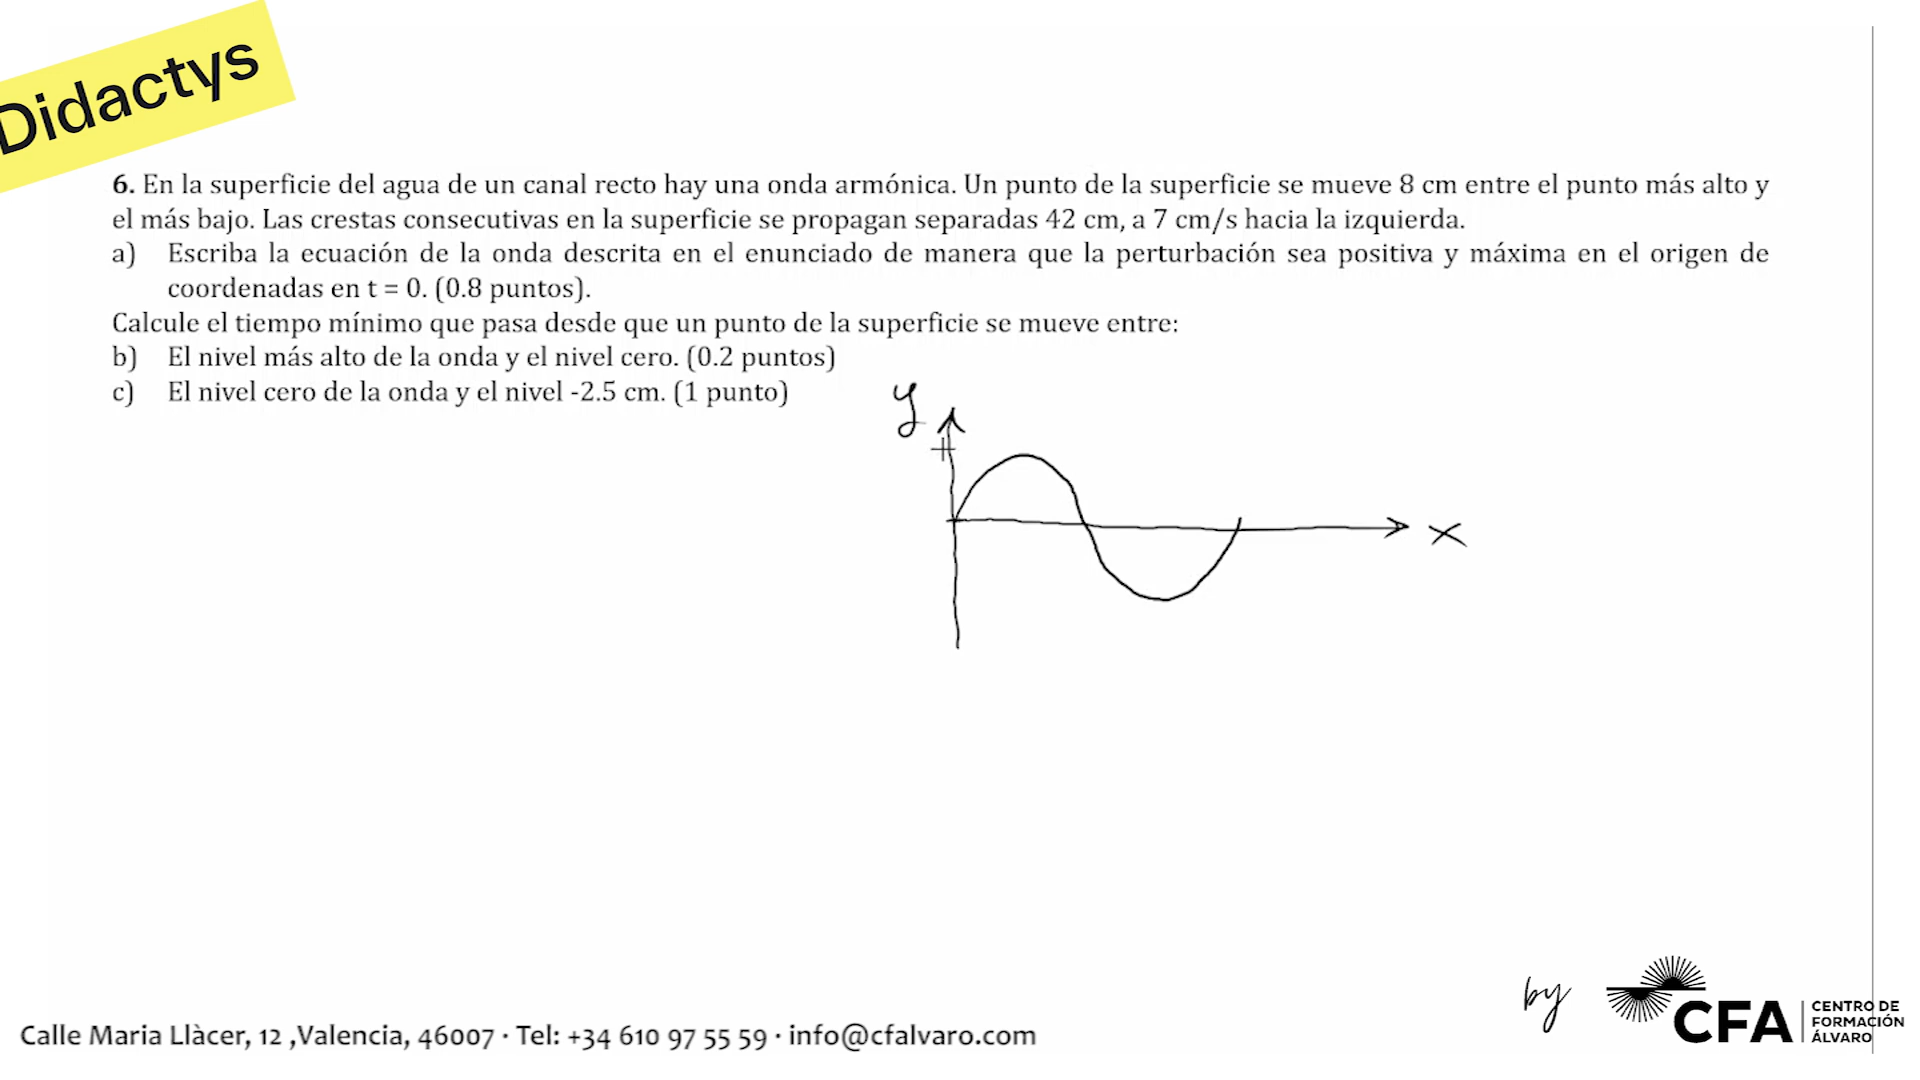 Didactys
6. En la superficie del agua de un canal recto hay una onda armónica. Un punto de la superficie se mueve 8 cm entre el punto más alto y
el más bajo. Las crestas consecutivas en la superficie se propagan separadas 42 cm, a 7 cm/s hacia la izquierda.
a) Escriba la ecuación de la onda descrita en el enunciado de manera que la perturbación sea positiva y máxima en el origen de
coordenadas en t = 0. (0.8 puntos).
Calcule el tiempo mínimo que pasa desde que un punto de la superficie se mueve entre:
b) El nivel más alto de la onda y el nivel cero. (0.2 puntos)
c) El nivel cero de la onda y el nivel -2.5 cm. (1 punto)
y
x
by
CFA
CENTRO DE
FORMACIÓN
ÁLVARO
Calle Maria Llàcer, 12 ,Valencia, 46007 · Tel: +34 610 97 55 59 · info@cfalvaro.com